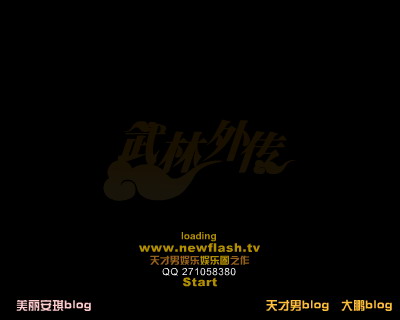 武林外传
loading
www.newflash.tv
天才男娱乐娱乐圈之作
QQ 271058380
Start
美丽安琪blog 天才男blog 大鹏blog